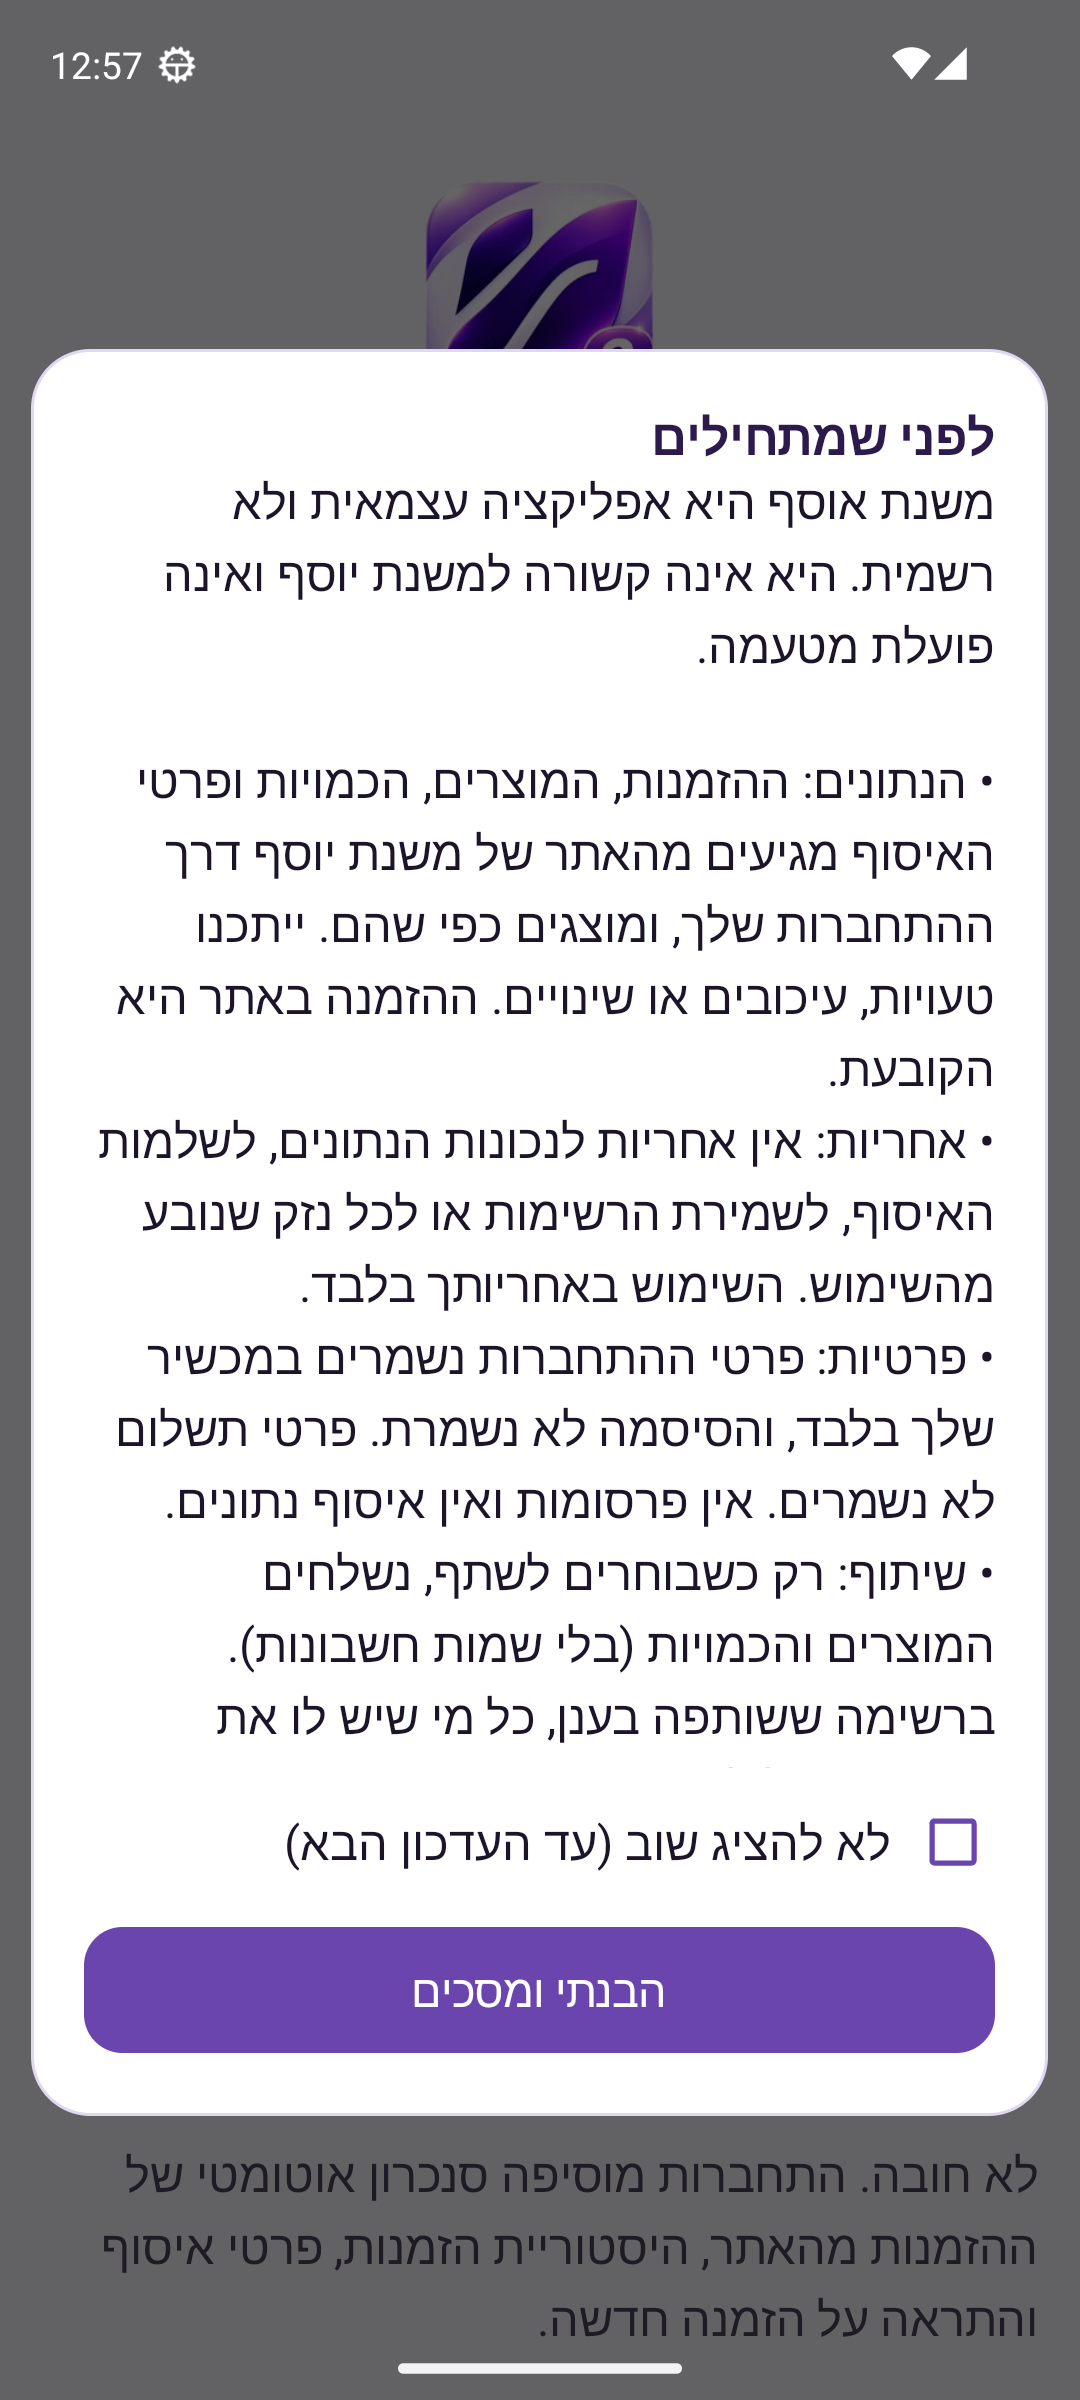 12:57
לפני שמתחילים
משנת אוסף היא אפליקציה עצמאית ולא
רשמית. היא אינה קשורה למשנת יוסף ואינה
פועלת מטעמה.
• הנתונים: ההזמנות, המוצרים, הכמויות ופרטי
האיסוף מגיעים מהאתר של משנת יוסף דרך
ההתחברות שלך, ומוצגים כפי שהם. ייתכנו
טעויות, עיכובים או שינויים. ההזמנה באתר היא
הקובעת.
• אחריות: אין אחריות לנכונות הנתונים, לשלמות
האיסוף, לשמירת הרשימות או לכל נזק שנובע
מהשימוש. השימוש באחריותך בלבד.
• פרטיות: פרטי ההתחברות נשמרים במכשיר
שלך בלבד, והסיסמה לא נשמרת. פרטי תשלום
לא נשמרים. אין פרסומות ואין איסוף נתונים.
• שיתוף: רק כשבוחרים לשתף, נשלחים
המוצרים והכמויות (בלי שמות חשבונות).
ברשימה ששותפה בענן, כל מי שיש לו את
לא להציג שוב (עד העדכון הבא)
הבנתי ומסכים
לא חובה. התחברות מוסיפה סנכרון אוטומטי של
ההזמנות מהאתר, היסטוריית הזמנות, פרטי איסוף
והתראה על הזמנה חדשה.